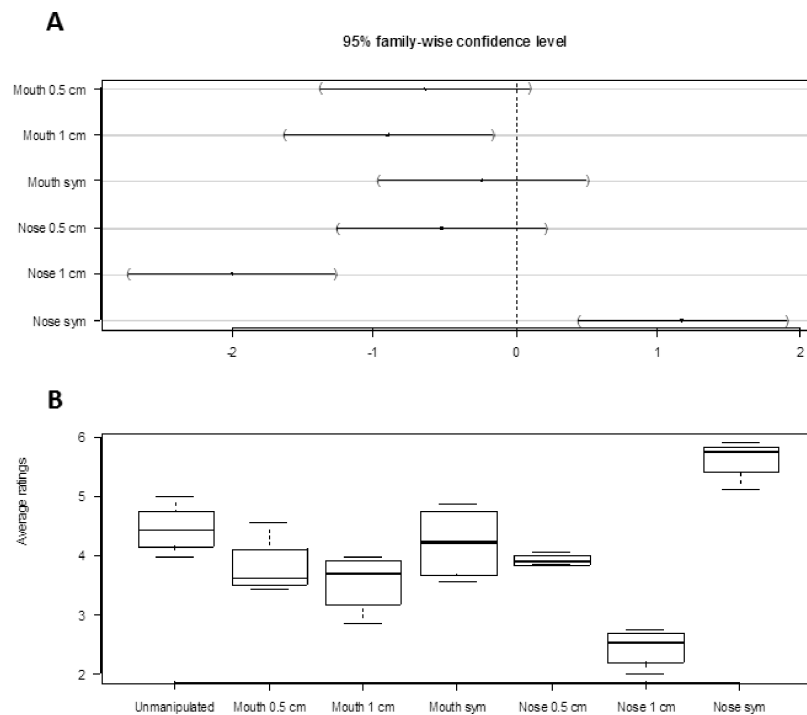 A
95% family-wise confidence level
Mouth 0.5 cm
Mouth 1 cm
Mouth sym
Nose 0.5 cm
Nose 1 cm
Nose sym
-2 -1 0 1 2
B
Average ratings
6
5
4
3
2
Unmanipulated Mouth 0.5 cm Mouth 1 cm Mouth sym Nose 0.5 cm Nose 1 cm Nose sym